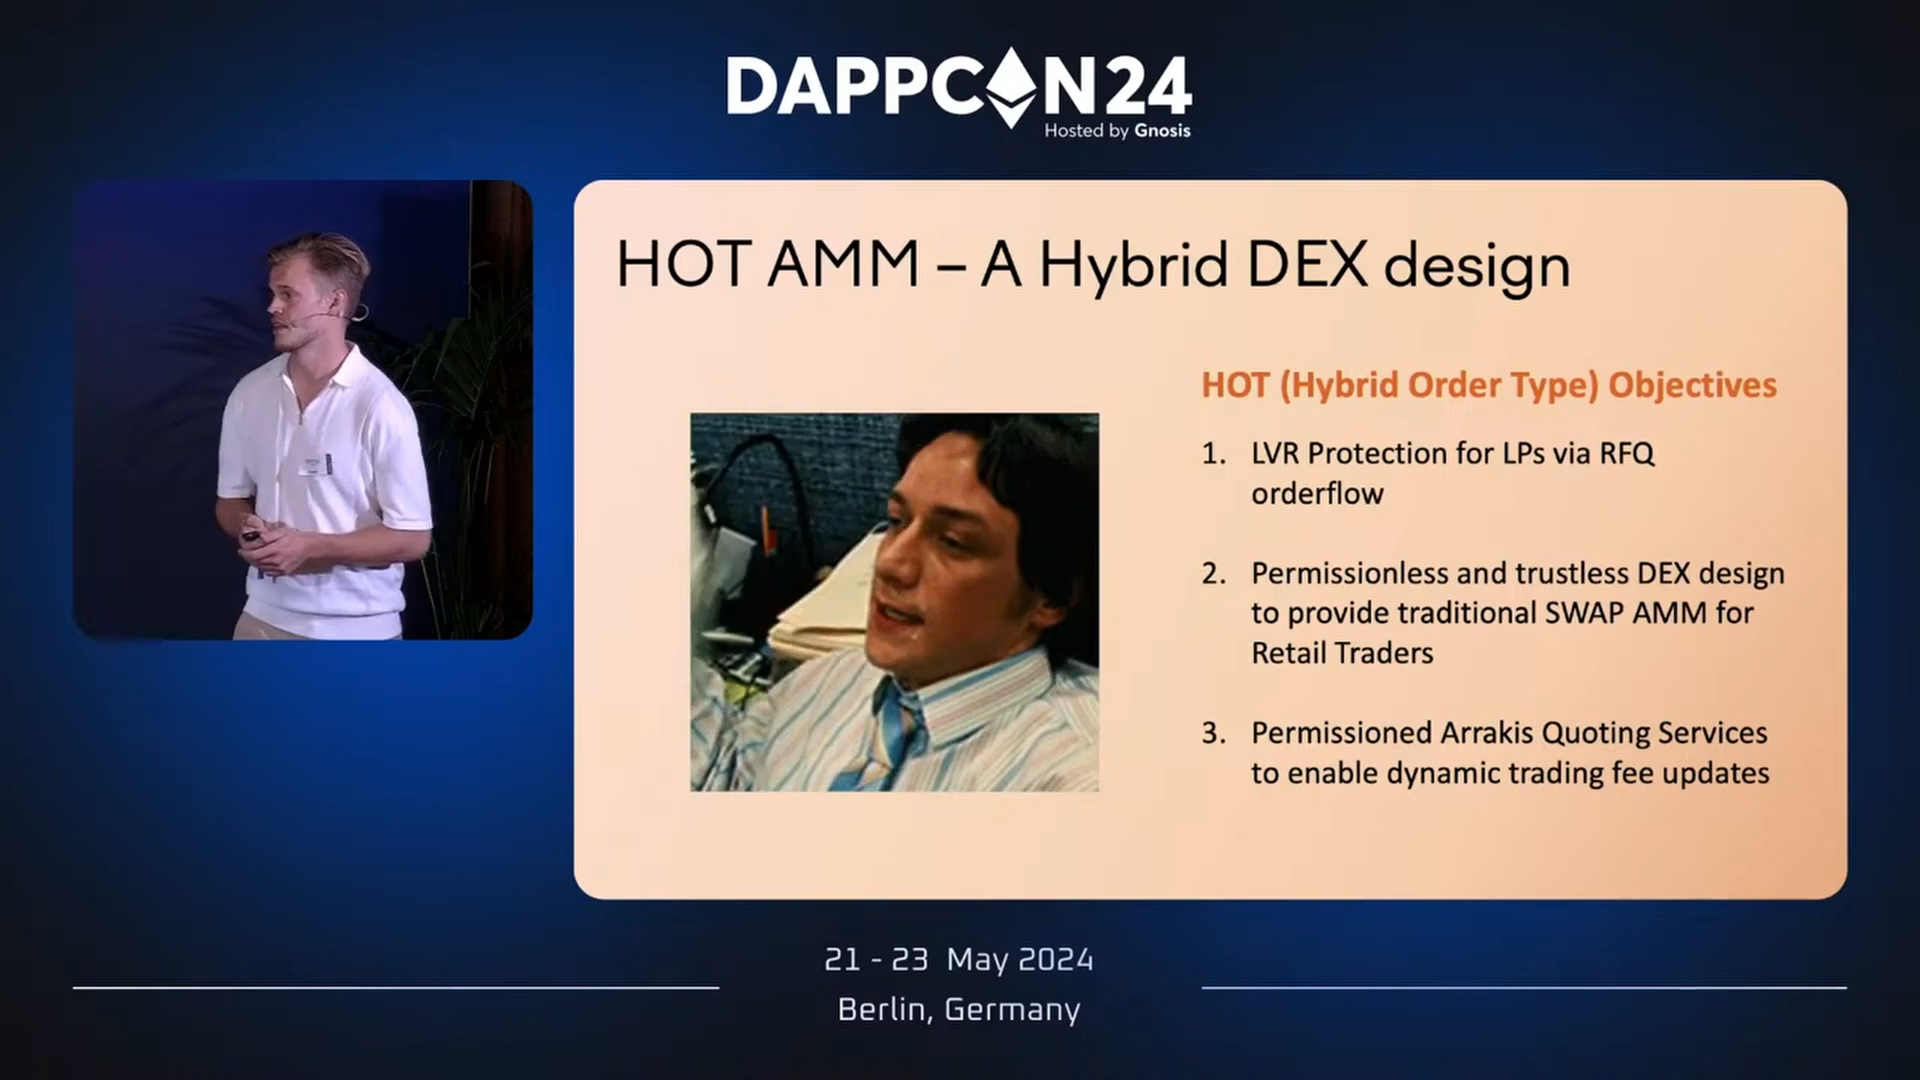 DAPPCON24
Hosted by Gnosis
HOT AMM – A Hybrid DEX design
HOT (Hybrid Order Type) Objectives
1. LVR Protection for LPs via RFQ
orderflow
2. Permissionless and trustless DEX design
to provide traditional SWAP AMM for
Retail Traders
3. Permissioned Arrakis Quoting Services
to enable dynamic trading fee updates
21 - 23 May 2024
Berlin, Germany